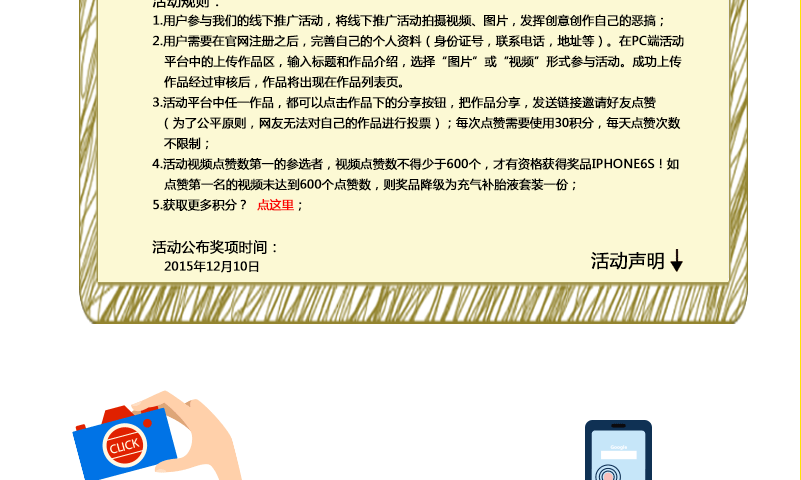 活动规则：
1.用户参与我们的线下推广活动，将线下推广活动拍摄视频、图片，发挥创意创作自己的恶搞；
2.用户需要在官网注册之后，完善自己的个人资料（身份证号，联系电话，地址等）。在PC端活动
平台中的上传作品区，输入标题和作品介绍，选择“图片”或“视频”形式参与活动。成功上传
作品经过审核后，作品将出现在作品列表页。
3.活动平台中任一作品，都可以点击作品下的分享按钮，把作品分享，发送链接邀请好友点赞
（为了公平原则，网友无法对自己的作品进行投票）；每次点赞需要使用30积分，每天点赞次数
不限制；
4.活动视频点赞数第一的参选者，视频点赞数不得少于600个，才有资格获得奖品IPHONE6S！如
点赞第一名的视频未达到600个点赞数，则奖品降级为充气补胎液套装一份；
5.获取更多积分？ 点这里；
活动公布奖项时间：
2015年12月10日
活动声明
CLICK
Google